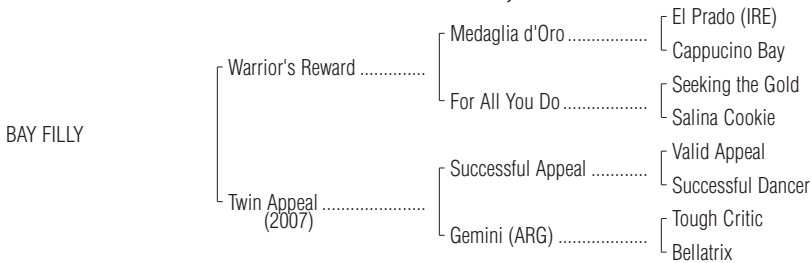 El Prado (IRE)
Medaglia d'Oro
Cappucino Bay
Warrior's Reward
Seeking the Gold
For All You Do
Salina Cookie
BAY FILLY
Valid Appeal
Successful Appeal
Successful Dancer
Twin Appeal
(2007)
Tough Critic
Gemini (ARG)
Bellatrix